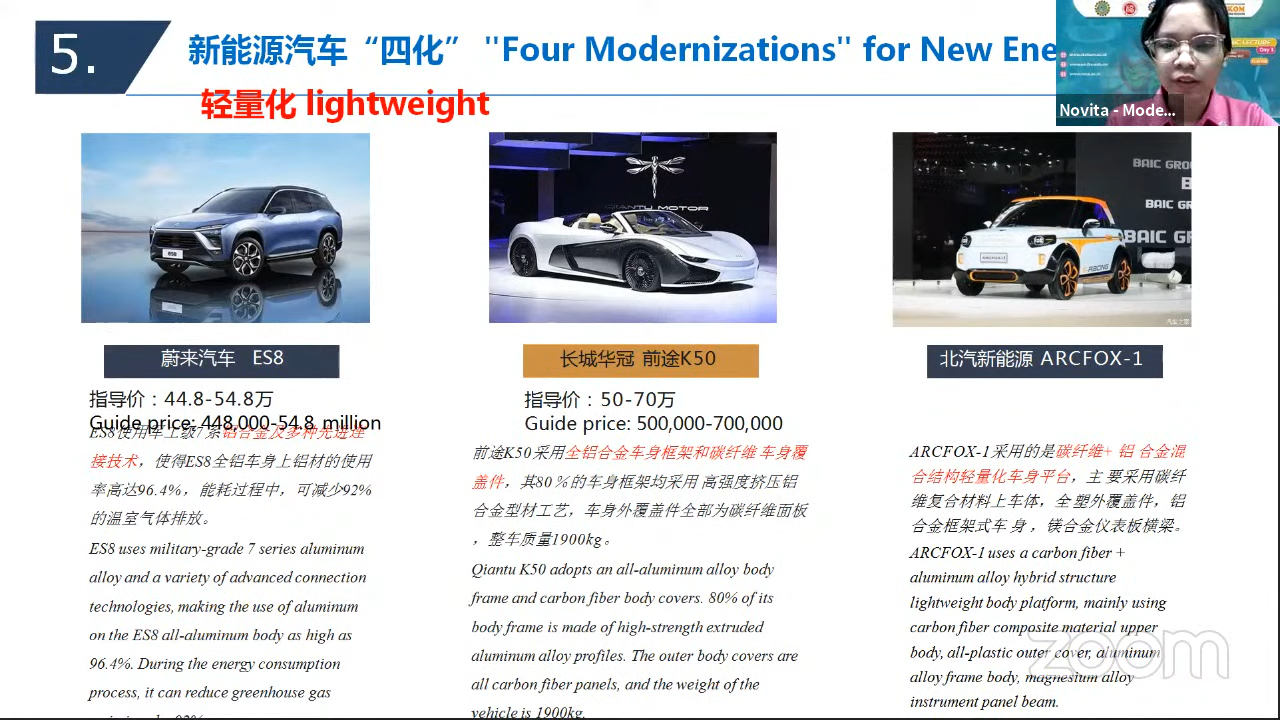 5.
新能源汽车“四化” "Four Modernizations" for New Ene
轻量化 lightweight
Novita - Mode...
QIANTU MOTOR
BAIC GRO
BAIC GR
BAIC GR
蔚来汽车 ES8
长城华冠 前途K50
北汽新能源 ARCFOX-1
指导价：44.8-54.8万
Guide price: 448,000-54.8 million
ES8使用军工级7系铝合金及多种先进连
接技术，使得ES8全铝车身上铝材的使用
率高达96.4%，能耗过程中，可减少92%
的温室气体排放。
ES8 uses military-grade 7 series aluminum
alloy and a variety of advanced connection
technologies, making the use of aluminum
on the ES8 all-aluminum body as high as
96.4%. During the energy consumption
process, it can reduce greenhouse gas
指导价：50-70万
Guide price: 500,000-700,000
前途K50采用全铝合金车身框架和碳纤维 车身覆
盖件，其80％的车身框架均采用 高强度挤压铝
合金型材工艺，车身外覆盖件全部为碳纤维面板
，整车质量1900kg。
Qiantu K50 adopts an all-aluminum alloy body
frame and carbon fiber body covers. 80% of its
body frame is made of high-strength extruded
aluminum alloy profiles. The outer body covers are
all carbon fiber panels, and the weight of the
vehicle is 1900kg.
ARCFOX-1采用的是碳纤维+ 铝 合金混
合结构轻量化车身平台，主 要采用碳纤
维复合材料上车体，全塑外覆盖件，铝
合金框架式车 身 ，镁合金仪表板横梁。
ARCFOX-1 uses a carbon fiber +
aluminum alloy hybrid structure
lightweight body platform, mainly using
carbon fiber composite material upper
body, all-plastic outer cover, aluminum
alloy frame body, magnesium alloy
instrument panel beam.
zoom